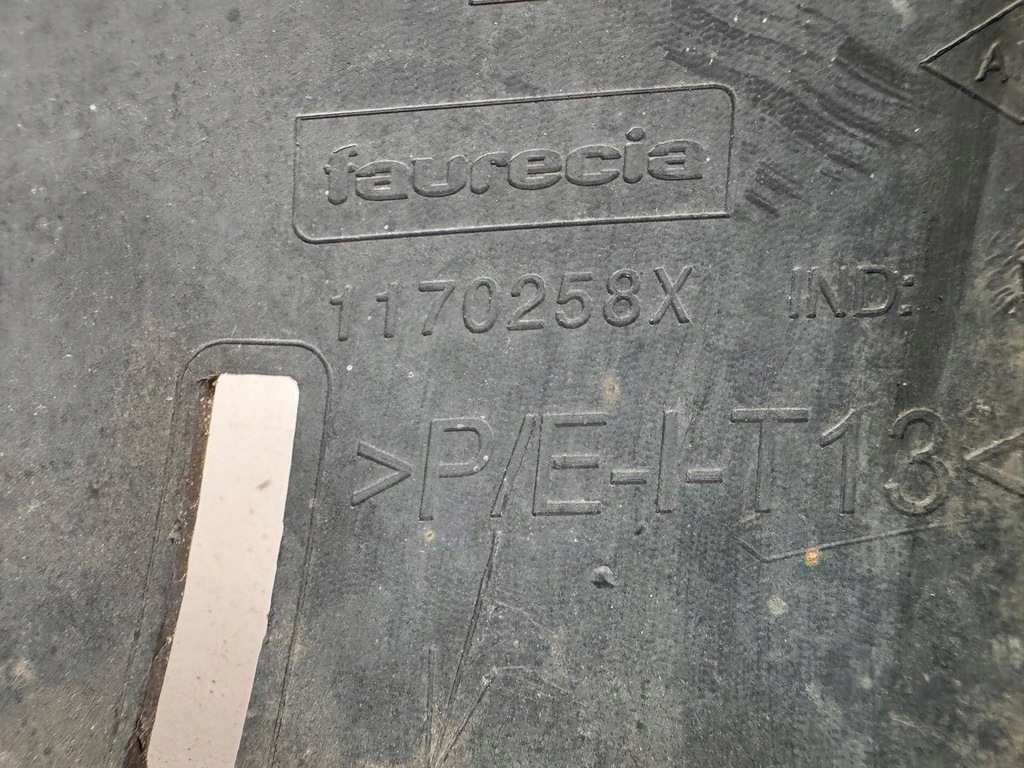 A
faurecia
1170258X IND:
>P/E-I-T13<